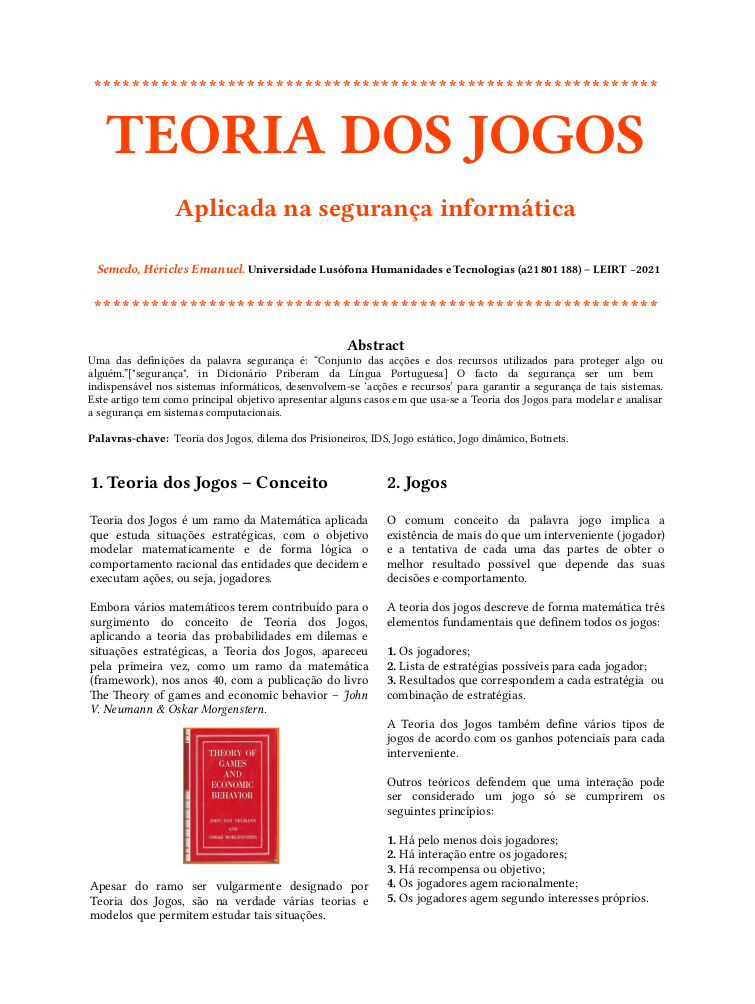 ************************************************************
TEORIA DOS JOGOS
Aplicada na segurança informática
Semedo, Héricles Emanuel. Universidade Lusófona Humanidades e Tecnologias (a21 801 188) – LEIRT –2021
************************************************************
Abstract
Uma das definições da palavra segurança é: “Conjunto das acções e dos recursos utilizados para proteger algo ou
alguém.”["segurança", in Dicionário Priberam da Língua Portuguesa] O facto da segurança ser um bem
indispensável nos sistemas informáticos, desenvolvem-se ‘acções e recursos’ para garantir a segurança de tais sistemas.
Este artigo tem como príncipal objetivo apresentar alguns casos em que usa-se a Teoria dos Jogos para modelar e analisar
a segurança em sistemas computacionais.
Palavras-chave: Teoria dos Jogos, dilema dos Prisioneiros, IDS, Jogo estático, Jogo dinâmico, Botnets.
1. Teoria dos Jogos – Conceito
Teoria dos Jogos é um ramo da Matemática aplicada
que estuda situações estratégicas, com o objetivo
modelar matematicamente e de forma lógica o
comportamento racional das entidades que decidem e
executam ações, ou seja, jogadores.
Embora vários matemáticos terem contribuído para o
surgimento do conceito de Teoria dos Jogos,
aplicando a teoria das probabilidades em dilemas e
situações estratégicas, a Teoria dos Jogos, apareceu
pela primeira vez, como um ramo da matemática
(framework), nos anos 40, com a publicação do livro
The Theory of games and economic behavior – John
V. Neumann & Oskar Morgenstern.
THEORY OF
GAMES
AND
ECONOMIC
BEHAVIOR
JOHN VON NEUMANN
AND
OSKAR MORGENSTERN
Apesar do ramo ser vulgarmente designado por
Teoria dos Jogos, são na verdade várias teorias e
modelos que permitem estudar tais situações.
2. Jogos
O comum conceito da palavra jogo implica a
existência de mais do que um interveniente (jogador)
e a tentativa de cada uma das partes de obter o
melhor resultado possível que depende das suas
decisões e comportamento.
A teoria dos jogos descreve de forma matemática três
elementos fundamentais que definem todos os jogos:
1. Os jogadores;
2. Lista de estratégias possíveis para cada jogador;
3. Resultados que correspondem a cada estratégia ou
combinação de estratégias.
A Teoria dos Jogos também define vários tipos de
jogos de acordo com os ganhos potenciais para cada
interveniente.
Outros teóricos defendem que uma interação pode
ser considerado um jogo só se cumprirem os
seguintes princípios:
1. Há pelo menos dois jogadores;
2. Há interação entre os jogadores;
3. Há recompensa ou objetivo;
4. Os jogadores agem racionalmente;
5. Os jogadores agem segundo interesses próprios.